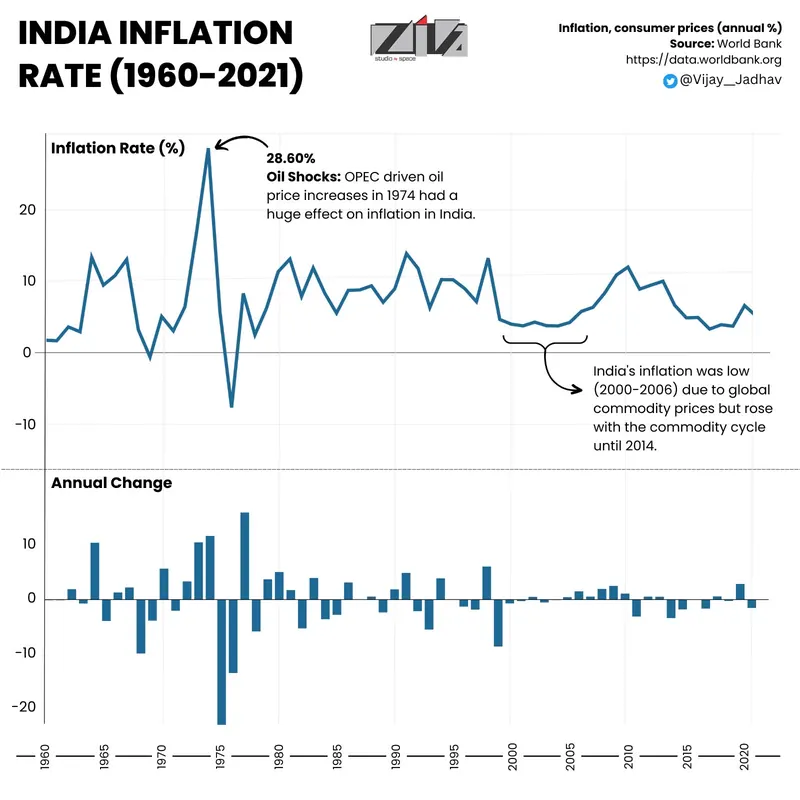 INDIA INFLATION
RATE (1960-2021)
ZiVa
studio n space
Inflation, consumer prices (annual %)
Source: World Bank
https://data.worldbank.org
@Vijay__Jadhav
Inflation Rate (%)
28.60%
Oil Shocks: OPEC driven oil
price increases in 1974 had a
huge effect on inflation in India.
20
10
0
-10
India's inflation was low
(2000-2006) due to global
commodity prices but rose
with the commodity cycle
until 2014.
Annual Change
10
0
-10
-20
1960
1965
1970
1975
1980
1985
1990
1995
2000
2005
2010
2015
2020